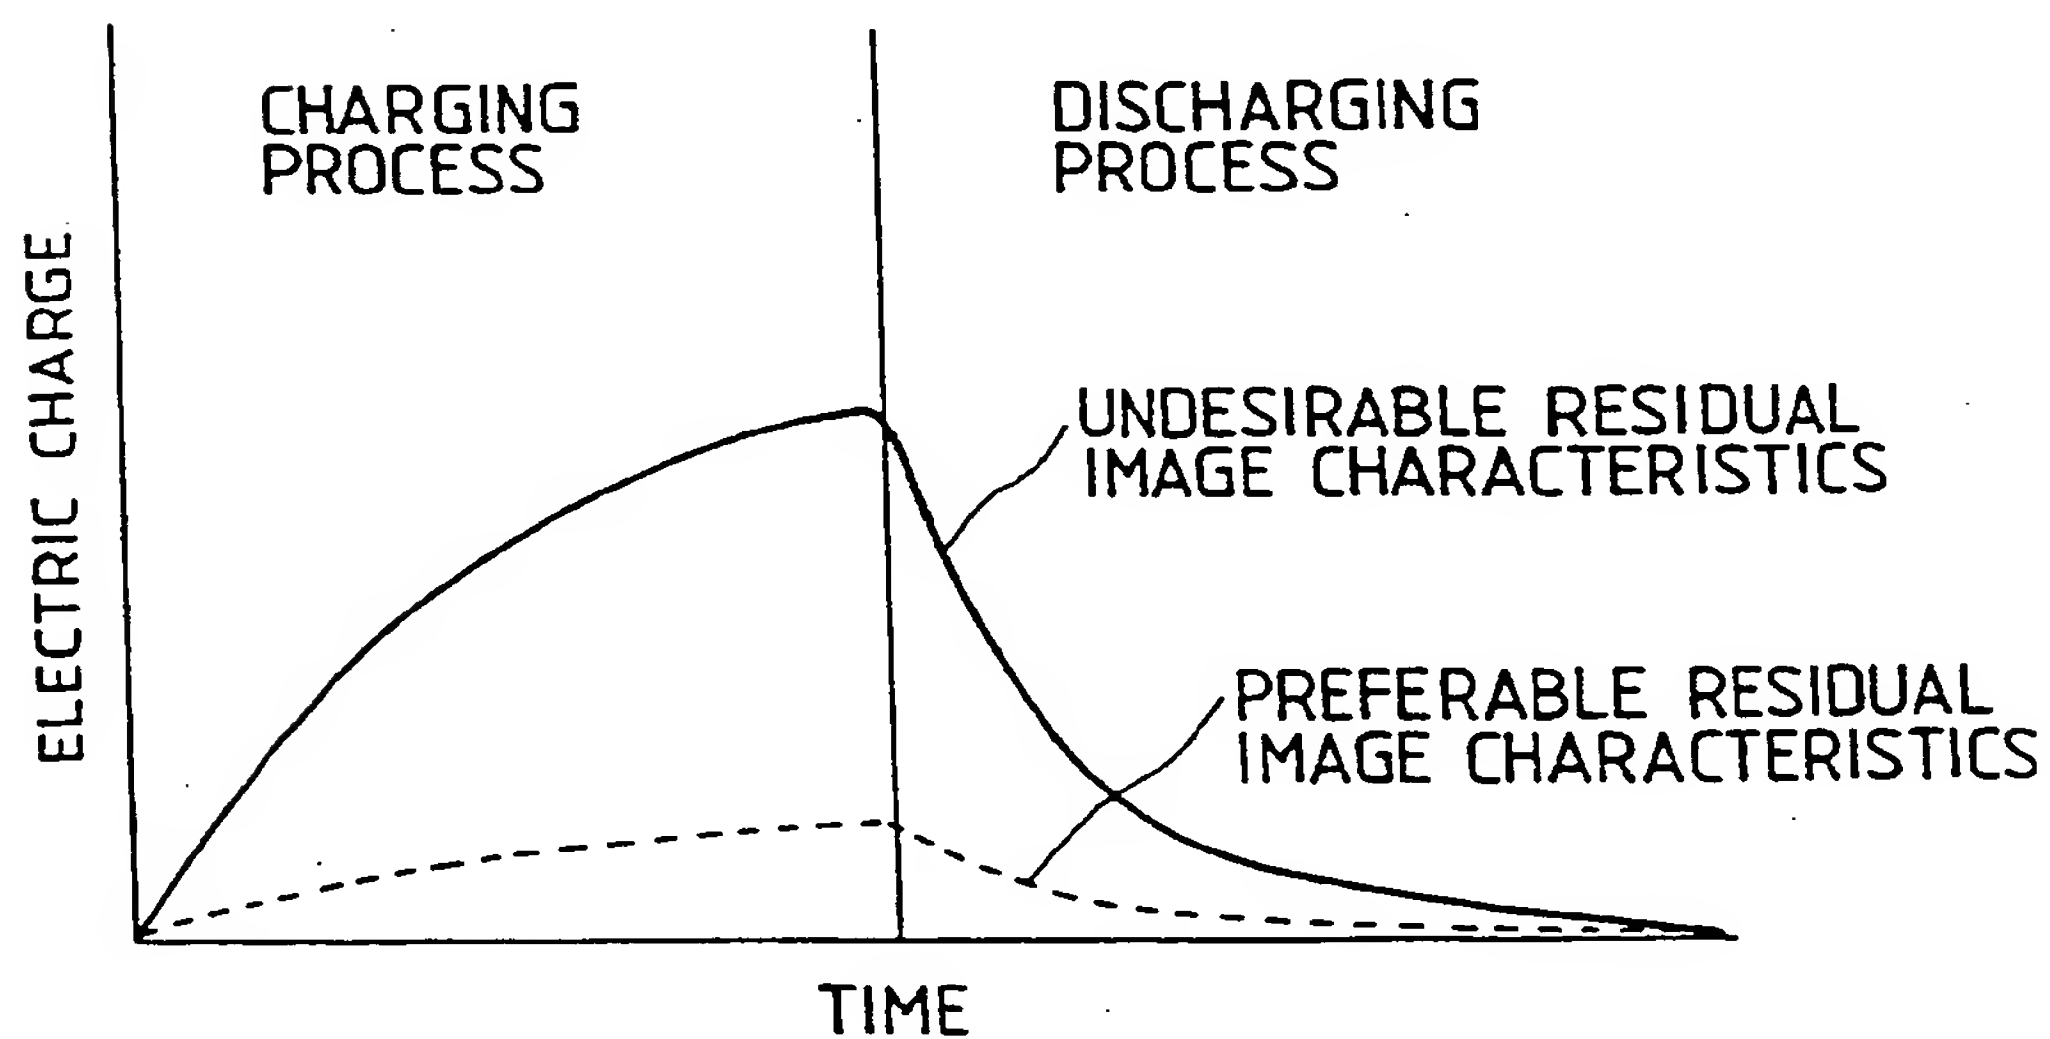 CHARGING
PROCESS
DISCHARGING
PROCESS
ELECTRIC CHARGE
UNDESIRABLE RESIDUAL
IMAGE CHARACTERISTICS
PREFERABLE RESIDUAL
IMAGE CHARACTERISTICS
TIME